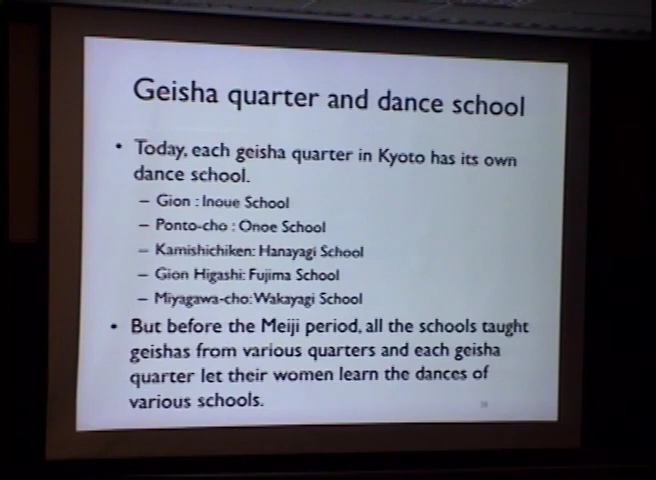 Geisha quarter and dance school
• Today, each geisha quarter in Kyoto has its own
dance school.
– Gion : Inoue School
– Ponto-cho : Onoe School
– Kamishichiken: Hanayagi School
– Gion Higashi: Fujima School
– Miyagawa-cho: Wakayagi School
• But before the Meiji period, all the schools taught
geishas from various quarters and each geisha
quarter let their women learn the dances of
various schools.